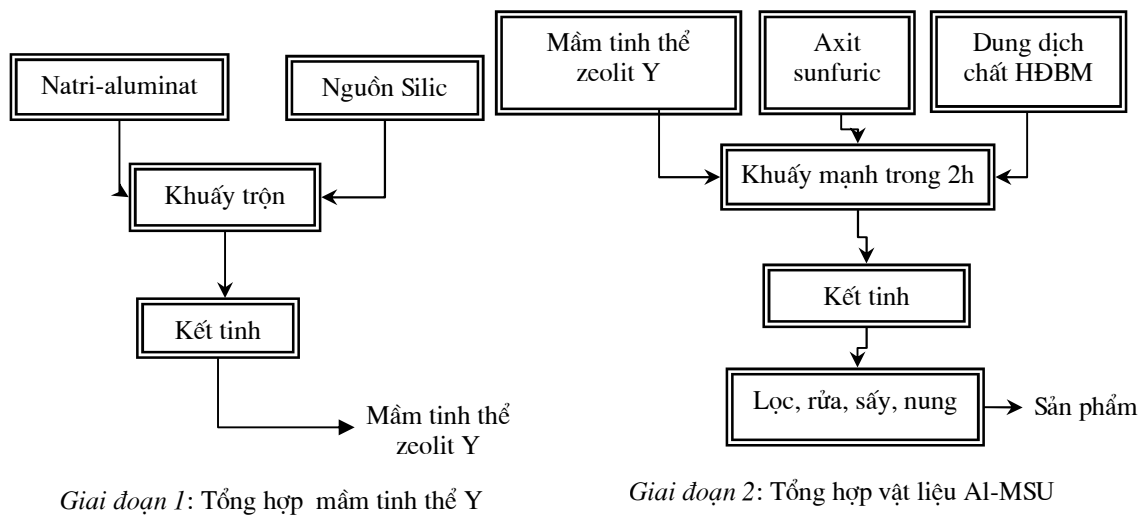 Natri-aluminat
Nguồn Silic
Khuấy trộn
Kết tinh
Mầm tinh thể
zeolit Y
Giai đoạn 1: Tổng hợp mầm tinh thể Y
Mầm tinh thể
zeolit Y
Axit
sunfuric
Dung dịch
chất HĐBM
Khuấy mạnh trong 2h
Kết tinh
Lọc, rửa, sấy, nung
Sản phẩm
Giai đoạn 2: Tổng hợp vật liệu Al-MSU